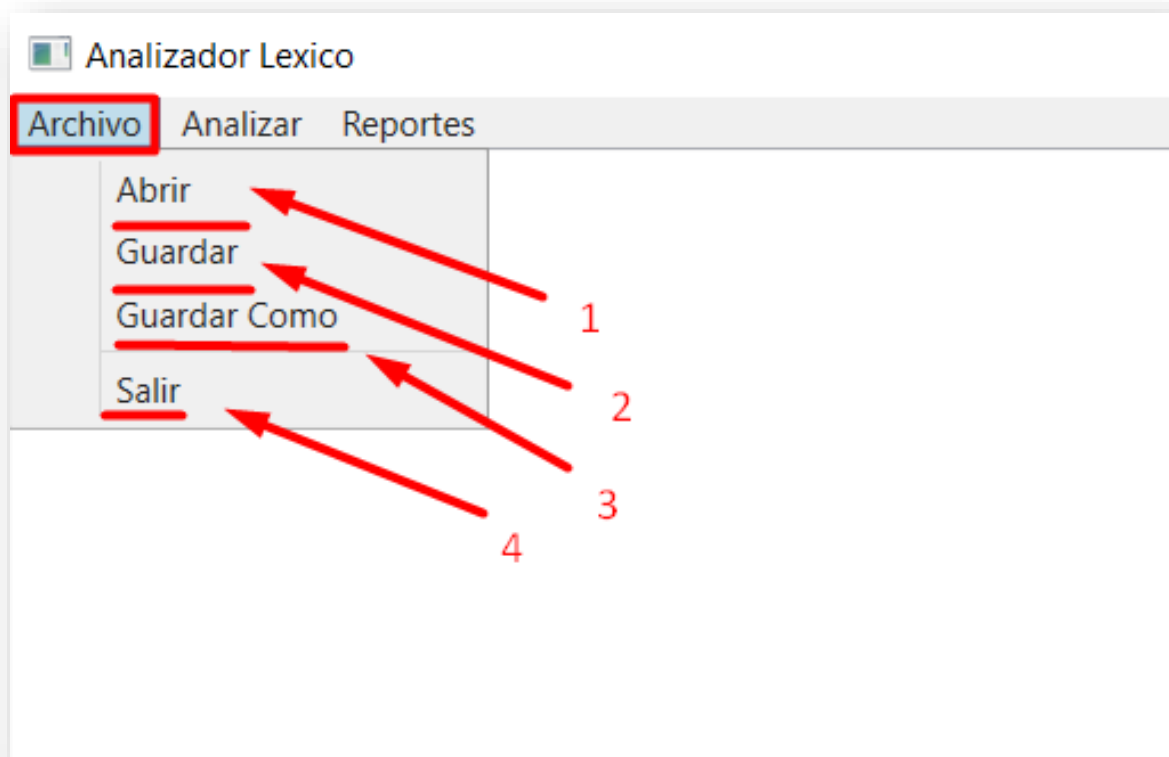 Analizador Lexico
Archivo Analizar Reportes
Abrir
Guardar
Guardar Como
Salir
1
2
3
4